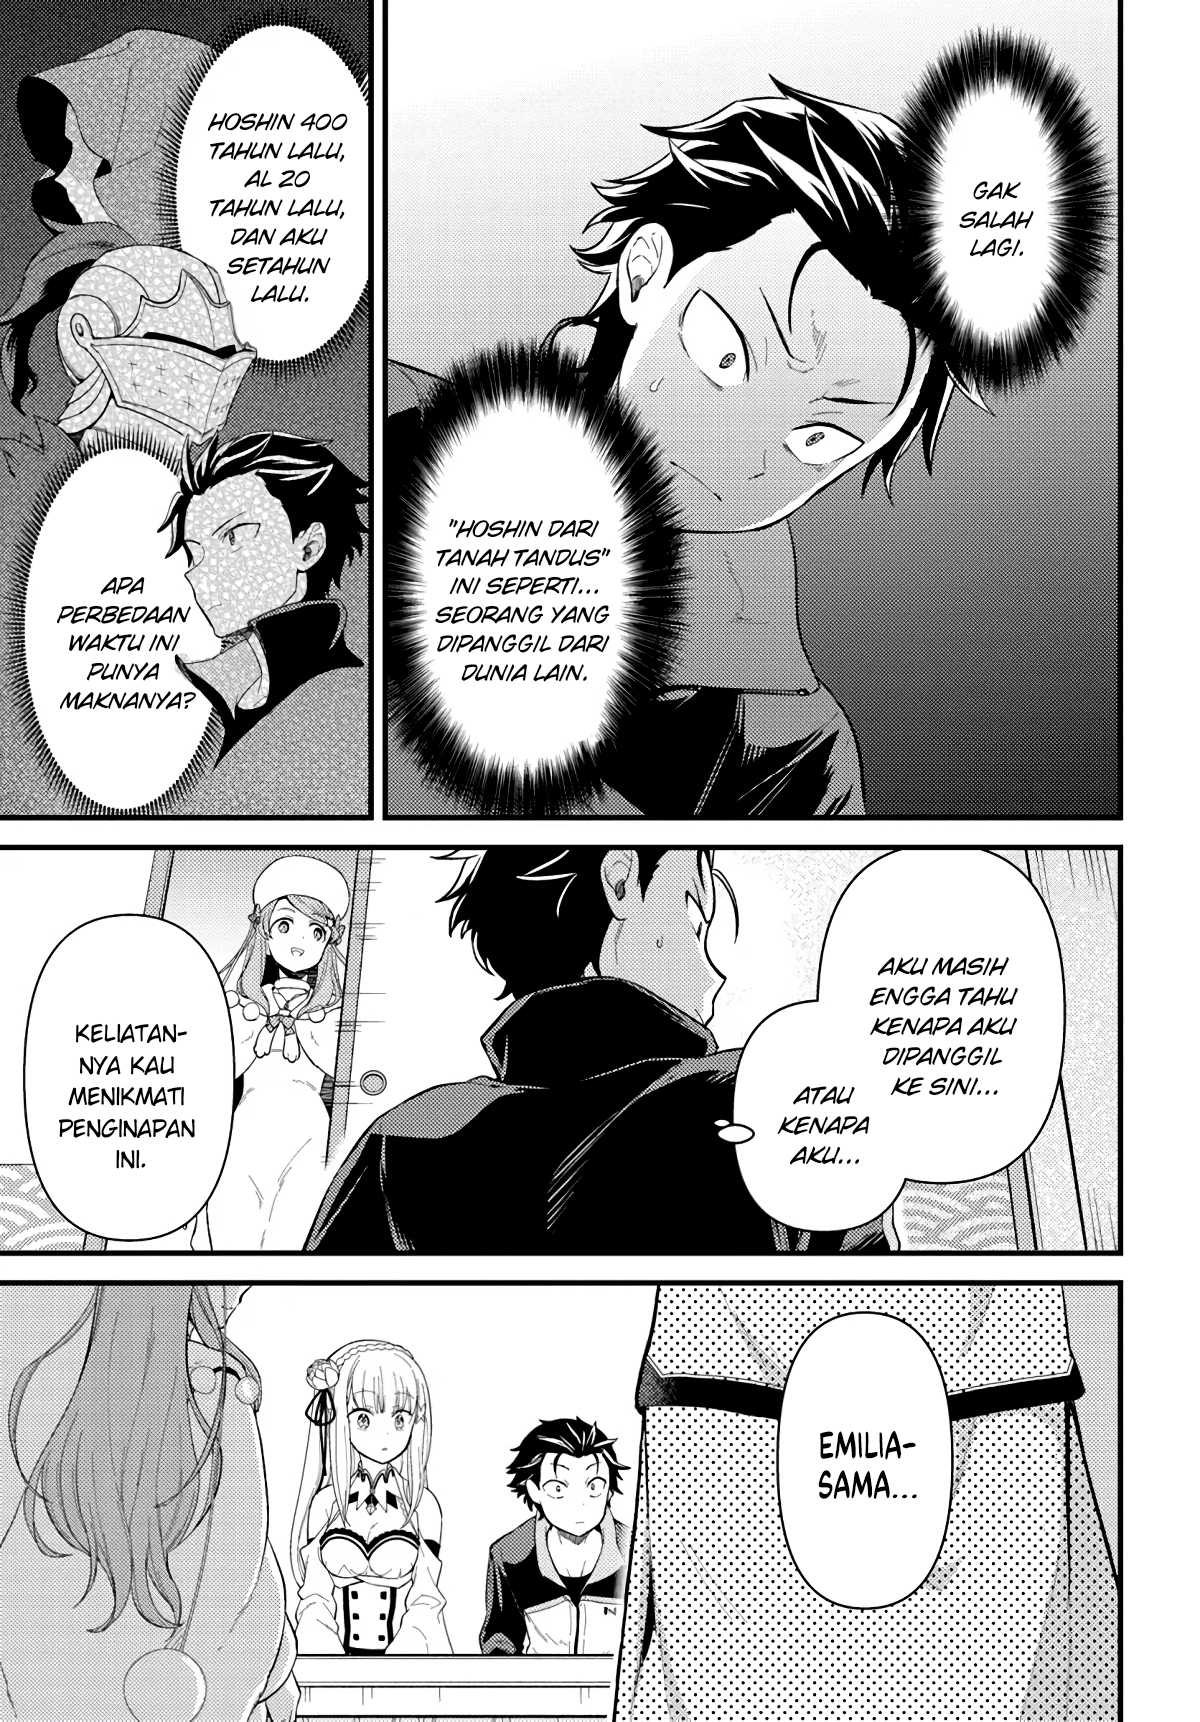 GAK
SALAH
LAGI.
"HOSHIN DARI
TANAH TANDUS"
INI SEPERTI...
SEORANG YANG
DIPANGGIL DARI
DUNIA LAIN.
HOSHIN 400
TAHUN LALU,
AL 20
TAHUN LALU,
DAN AKU
SETAHUN
LALU.
APA
PERBEDAAN
WAKTU INI
PUNYA
MAKNANYA?
AKU MASIH
ENGGA TAHU
KENAPA AKU
DIPANGGIL
KE SINI...
ATAU
KENAPA
AKU...
KELIATAN-
NYA KAU
MENIKMATI
PENGINAPAN
INI.
EMILIA-
SAMA...